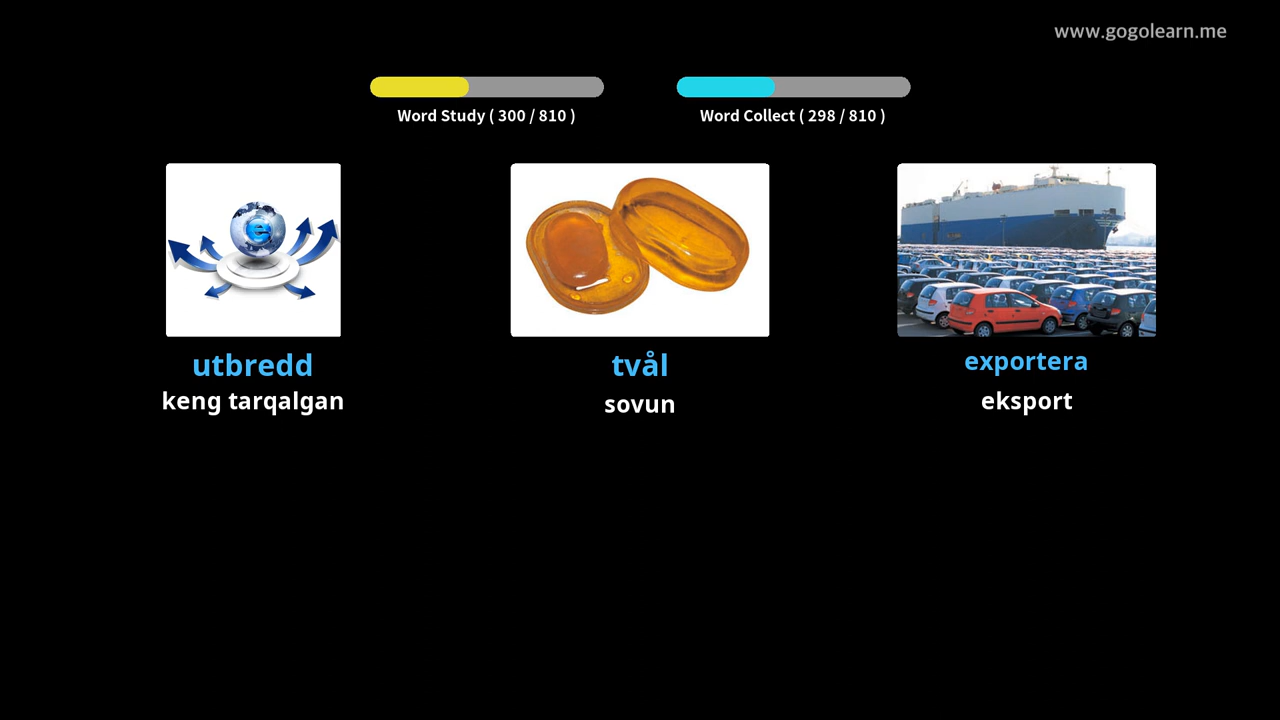 www.gogolearn.me
Word Study ( 300 / 810 )
Word Collect ( 298 / 810 )
e
utbredd
tvål
exportera
keng tarqalgan
sovun
eksport